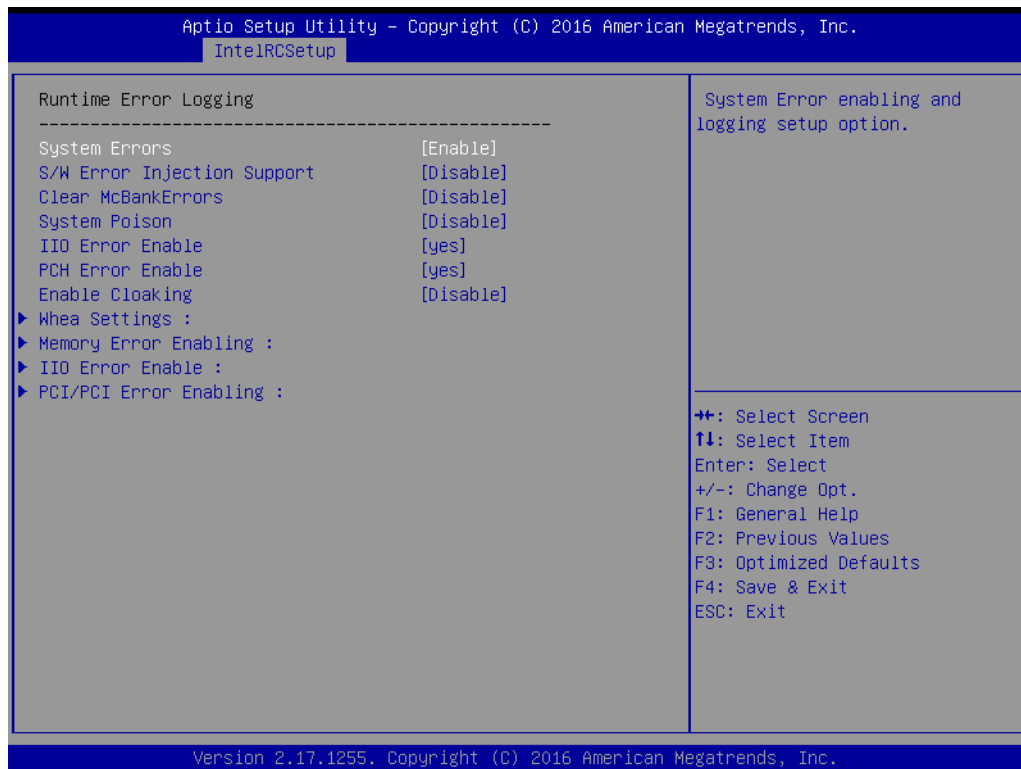 Aptio Setup Utility – Copyright (C) 2016 American Megatrends, Inc.
IntelRCSetup
Runtime Error Logging
--------------------------------------------------
System Errors [Enable]
S/W Error Injection Support [Disable]
Clear McBankErrors [Disable]
System Poison [Disable]
IIO Error Enable [yes]
PCH Error Enable [yes]
Enable Cloaking [Disable]
▶ Whea Settings :
▶ Memory Error Enabling :
▶ IIO Error Enable :
▶ PCI/PCI Error Enabling :
System Error enabling and
logging setup option.
→←: Select Screen
↑↓: Select Item
Enter: Select
+/-: Change Opt.
F1: General Help
F2: Previous Values
F3: Optimized Defaults
F4: Save & Exit
ESC: Exit
Version 2.17.1255. Copyright (C) 2016 American Megatrends, Inc.